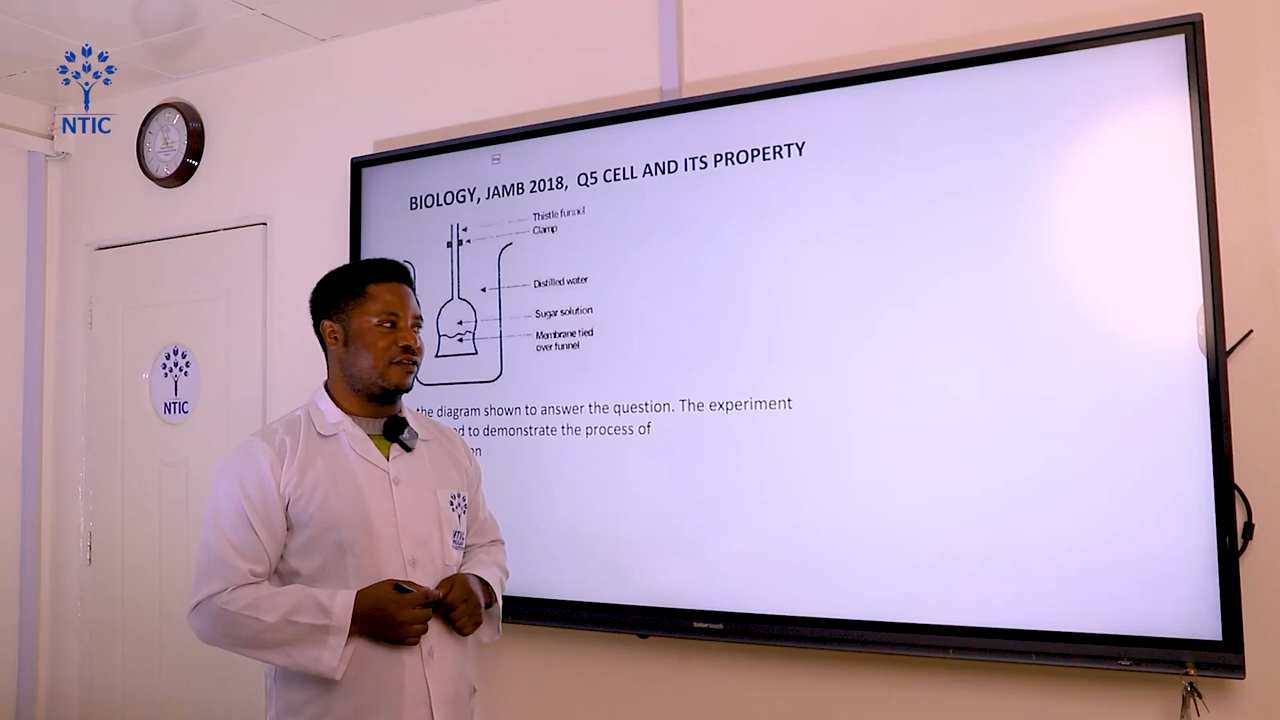 NTIC
BIOLOGY, JAMB 2018, Q5 CELL AND ITS PROPERTY
Thistle funnel
Clamp
Distilled water
Sugar solution
Membrane tied
over funnel
NTIC
the diagram shown to answer the question. The experiment
to demonstrate the process of
NTIC